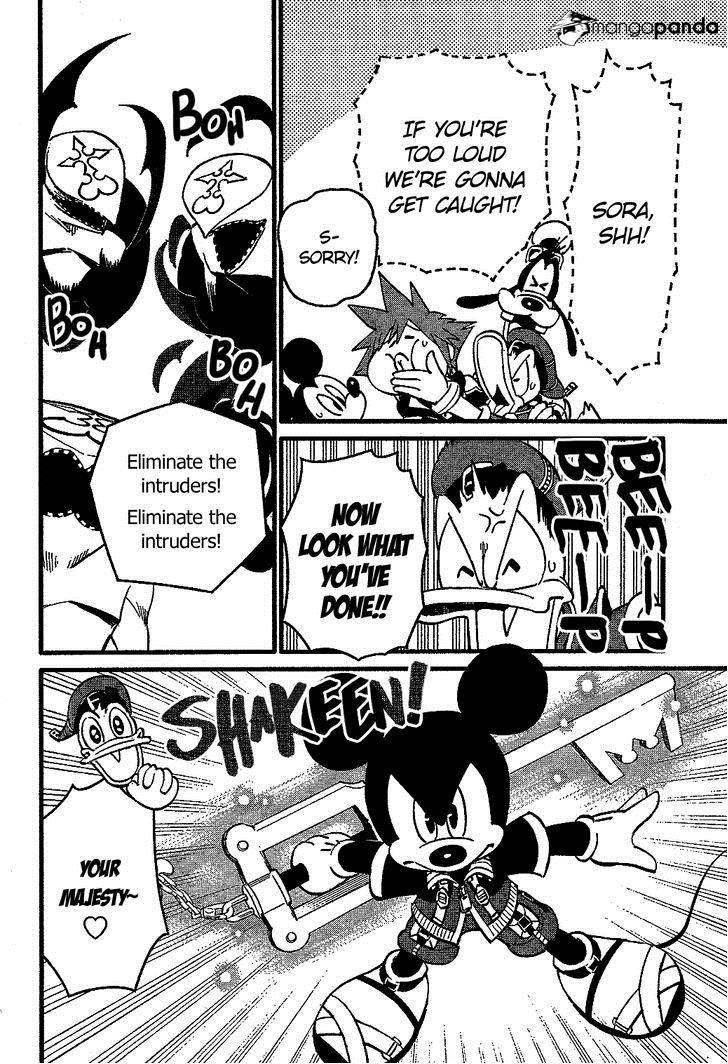 mangapanda
SORA,
SHH!
IF YOU'RE
TOO LOUD
WE'RE GONNA
GET CAUGHT!
S-
SORRY!
BOH
BOH
BOH
Eliminate the
intruders!
Eliminate the
intruders!
BEE—P
BEE—P
NOW
LOOK WHAT
YOU'VE
DONE!!
SHAKEEN!
YOUR
MAJESTY~
♡